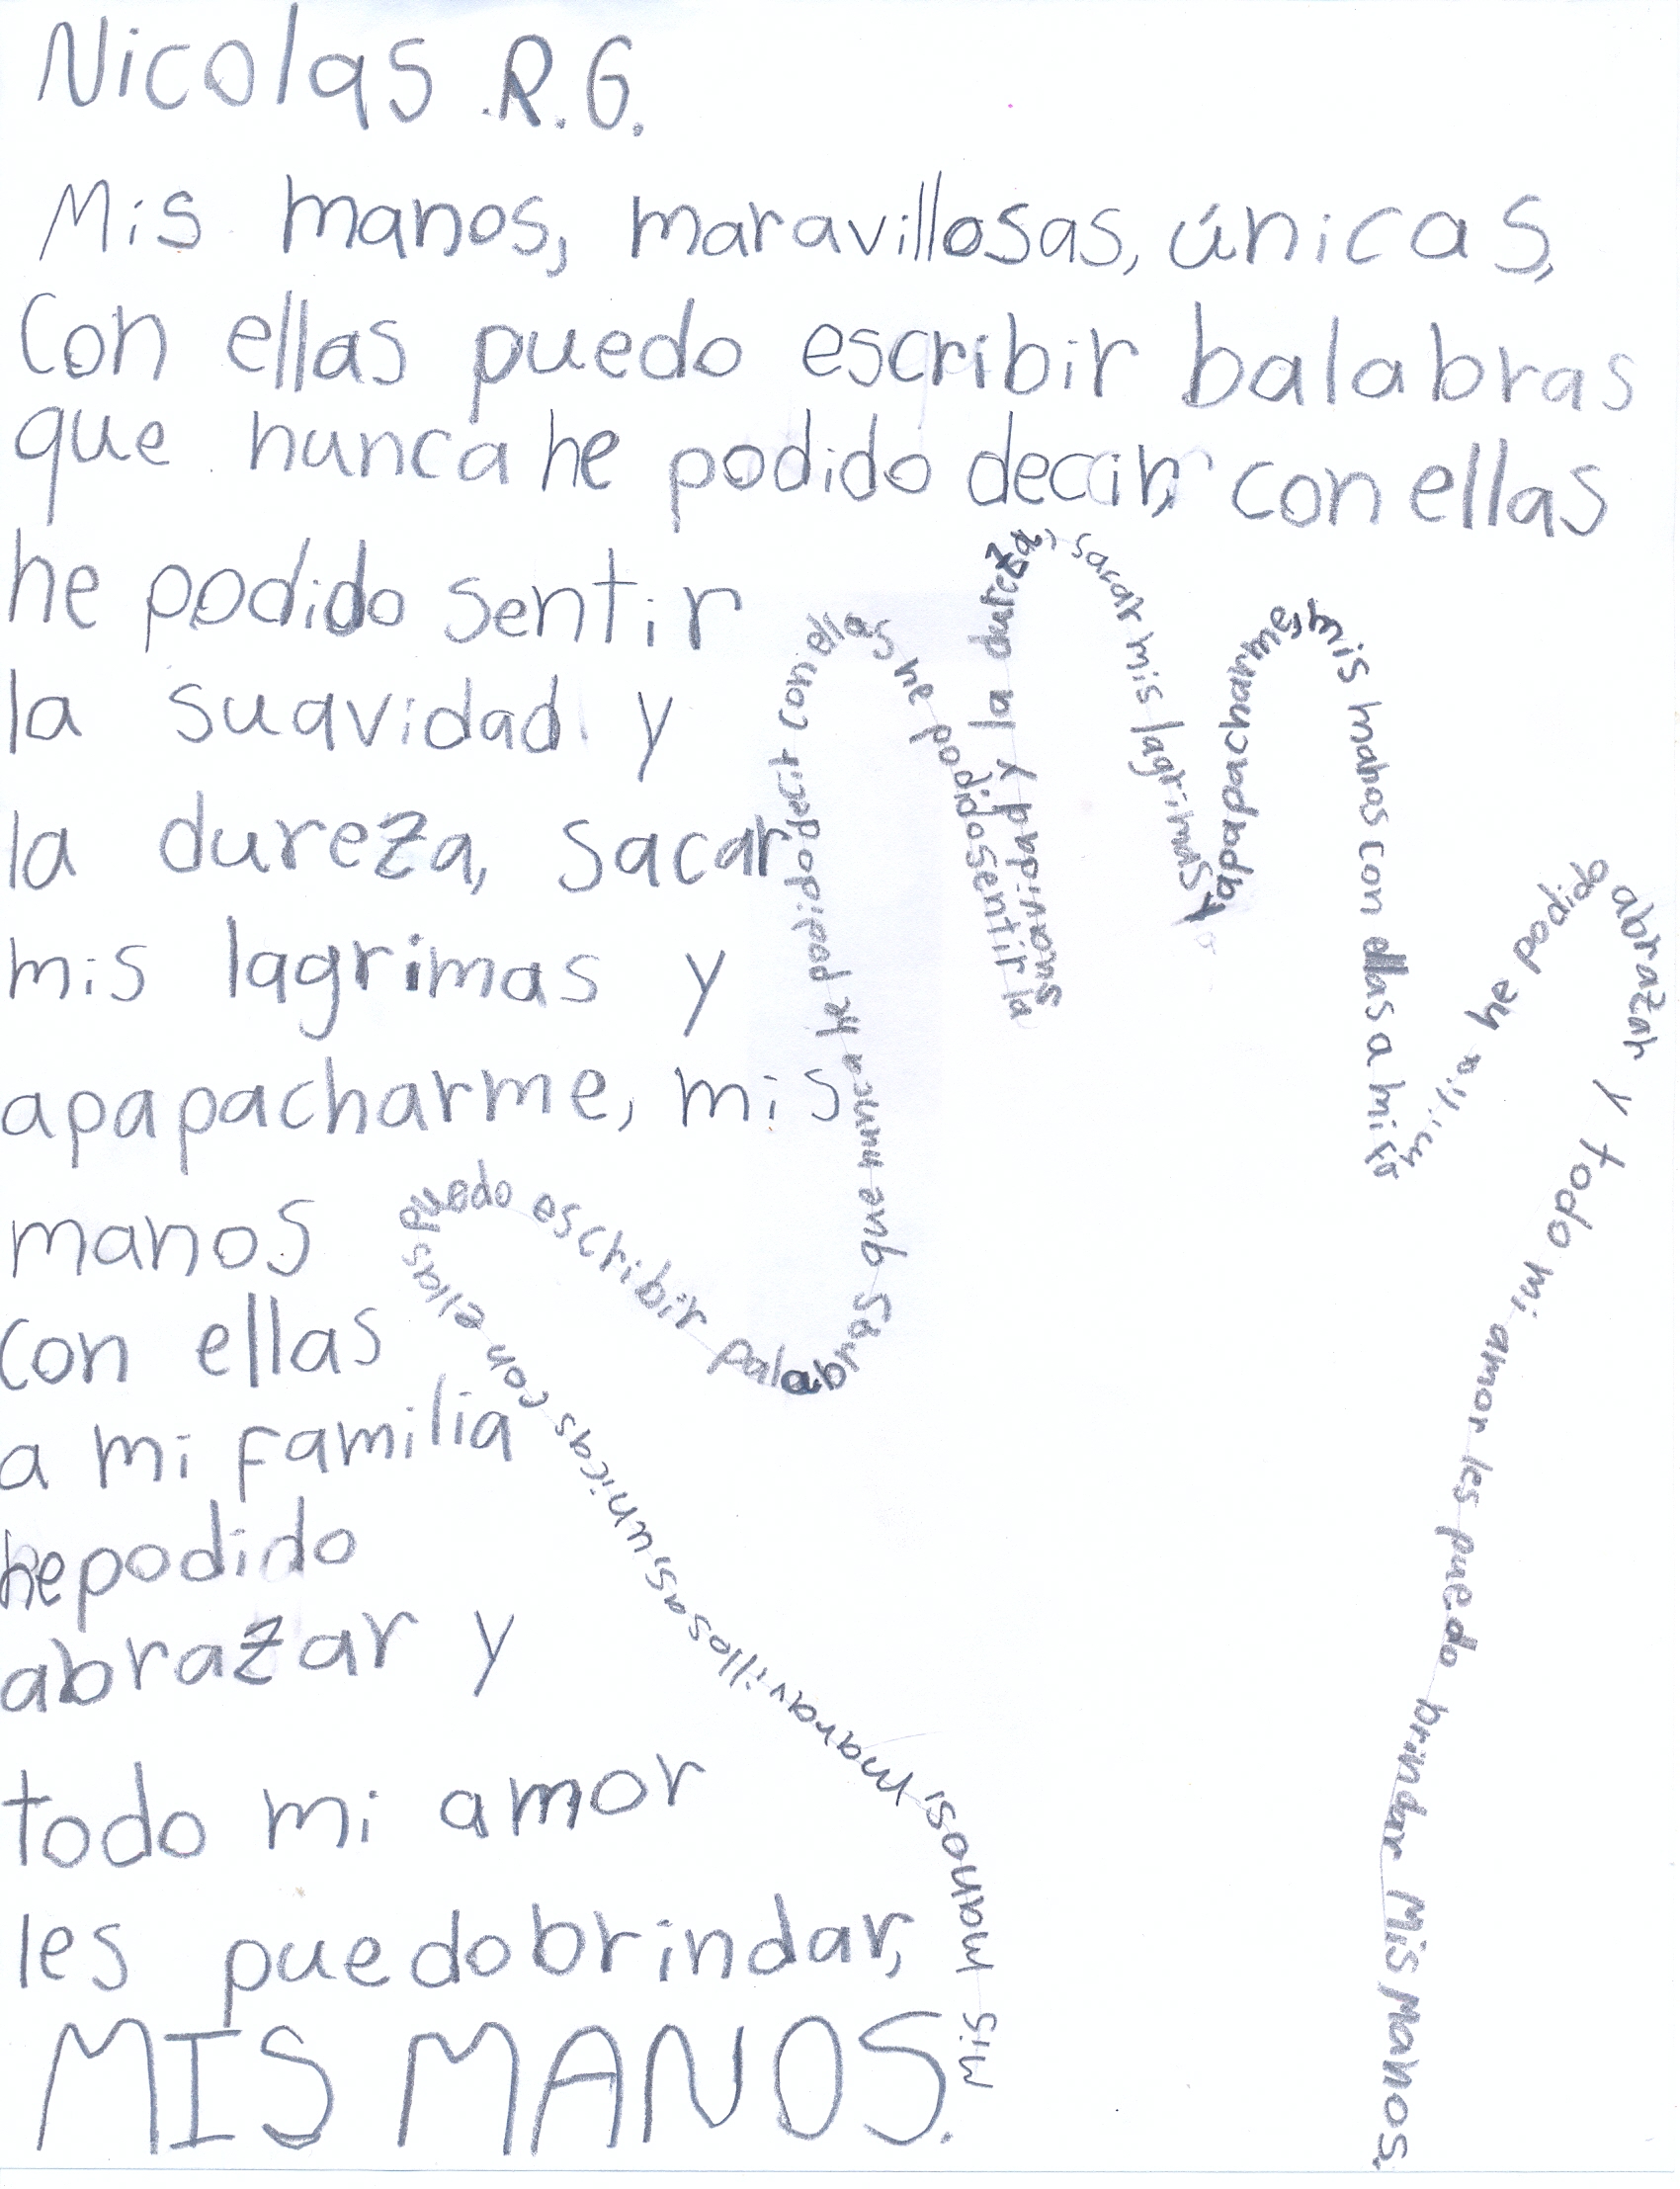 Nicolas .R.G.
Mis manos, maravillosas, únicas,
Con ellas puedo escribir balabras
que nunca he podido decir, con ellas
he podido sentir
la suavidad y
la dureza, sacar
mis lagrimas y
apapacharme, mis
manos
con ellas
a mi familia
he podido
abrazar y
todo mi amor
les puedo brindar,
MIS MANOS.
Mis manos, maravillosas, unicas con ellas puedo escribir palabras que nunca he podido decir con ellas he podido sentir la suavidad y la dureza, sacar mis lagrimas y apapacharme, mis manos con ellas a mi familia he podido abrazar y todo mi amor les puedo brindar Mis Manos.